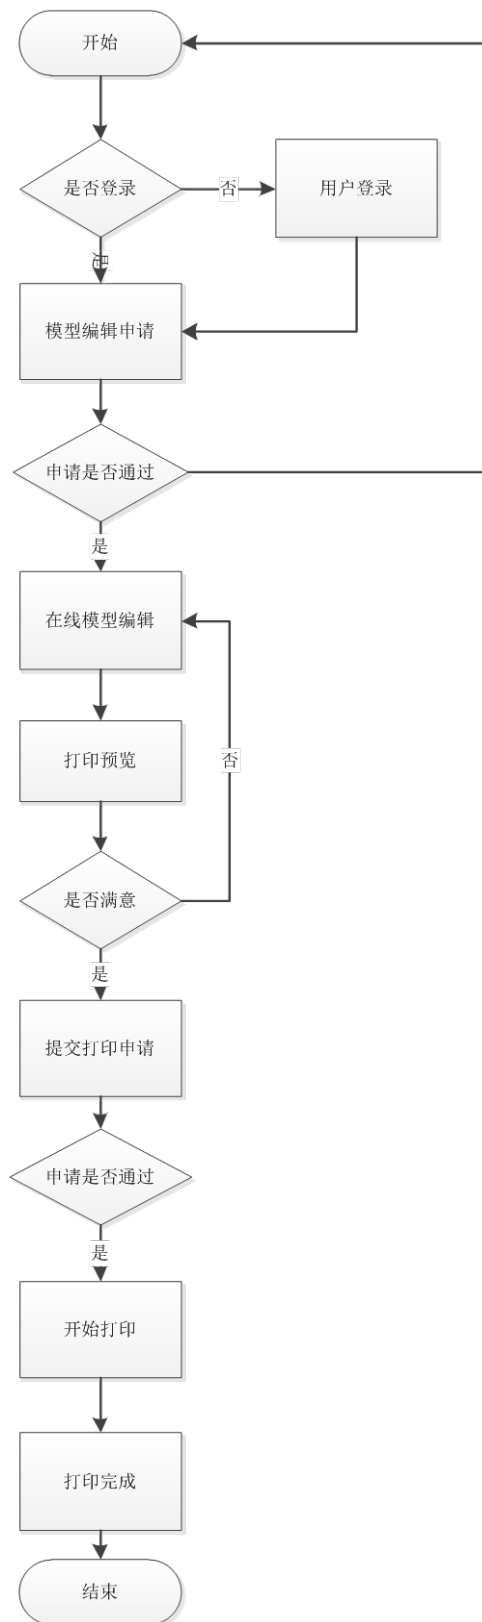 开始
是否登录
否
用户登录
是
模型编辑申请
申请是否通过
是
在线模型编辑
打印预览
否
是否满意
是
提交打印申请
申请是否通过
是
开始打印
打印完成
结束